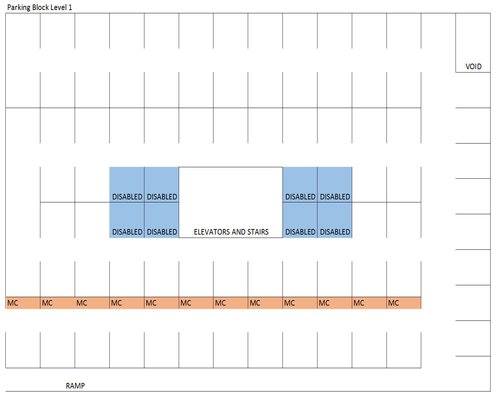 Parking Block Level 1
VOID
DISABLED DISABLED DISABLED DISABLED
DISABLED DISABLED ELEVATORS AND STAIRS DISABLED DISABLED
MC MC MC MC MC MC MC MC MC MC MC MC
RAMP